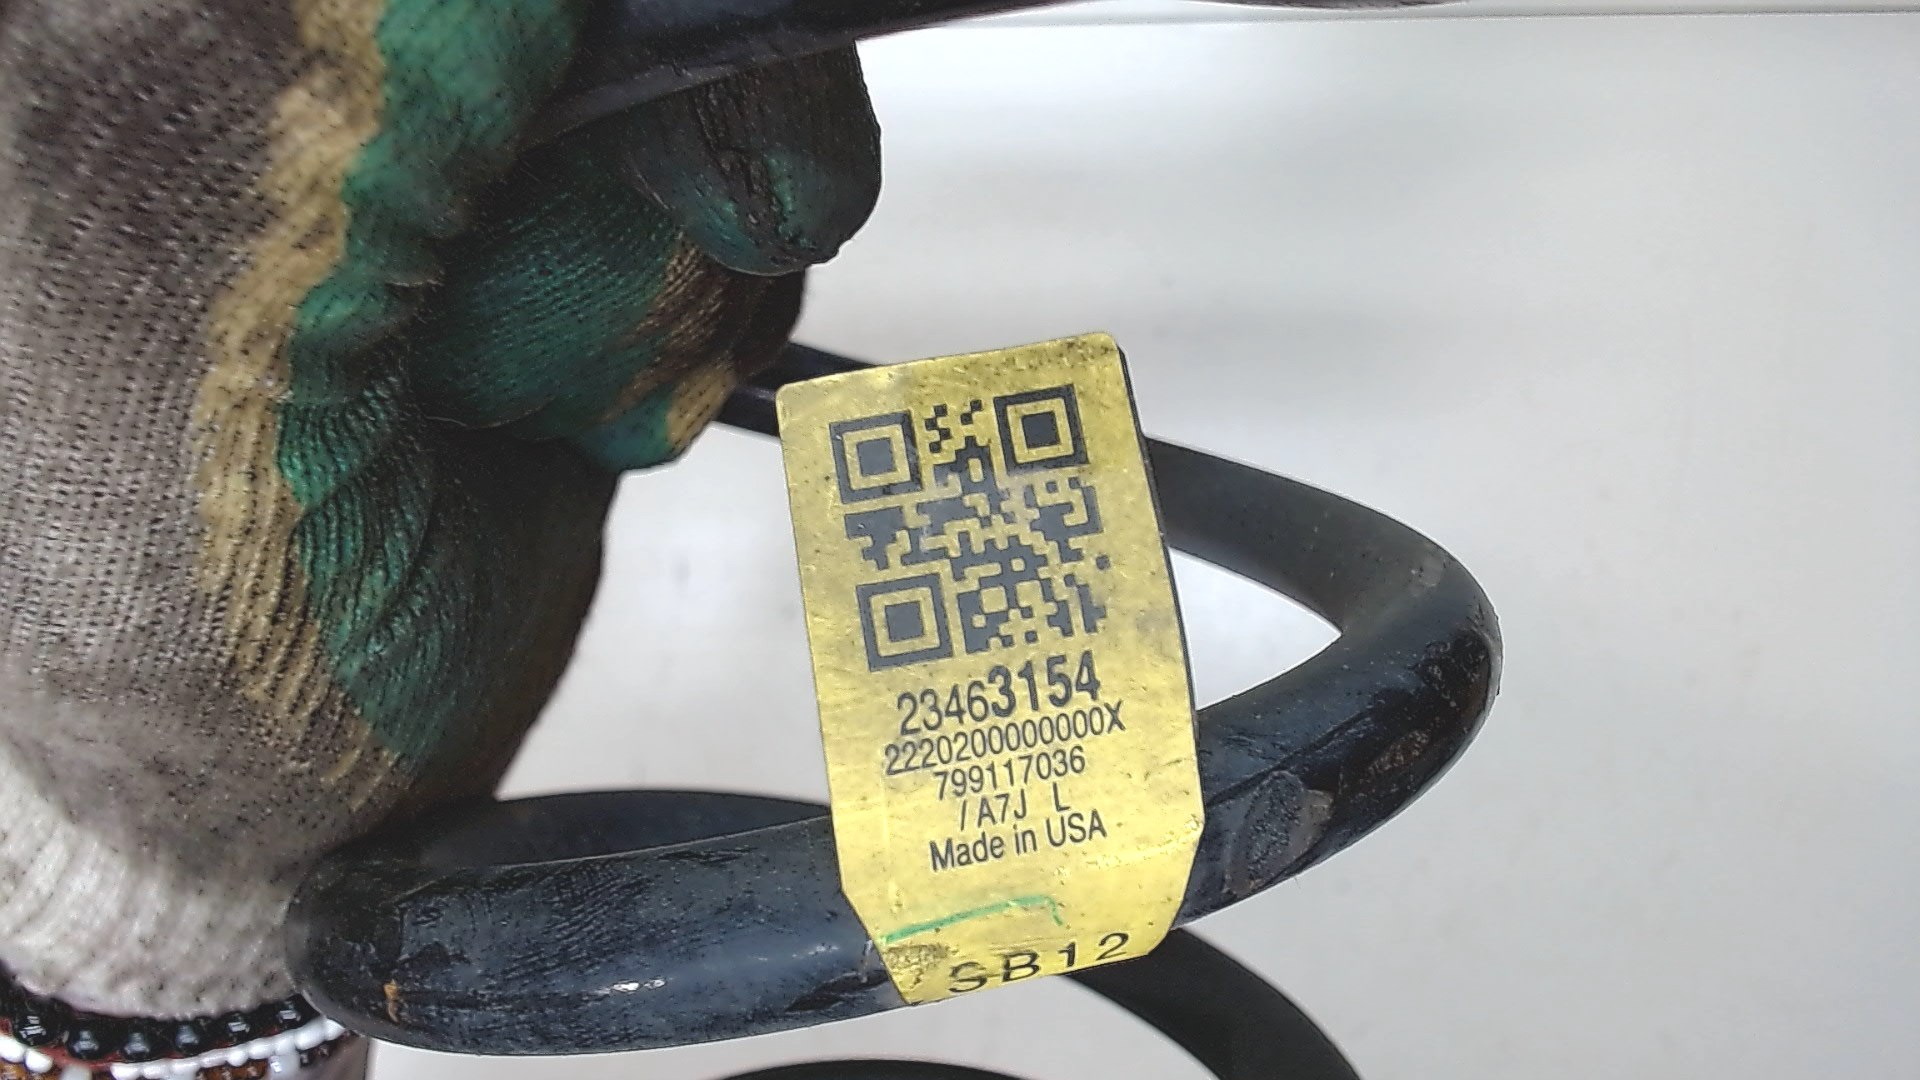 23463154
2220200000000X
799117036
/ A7J L
Made in USA
SB12